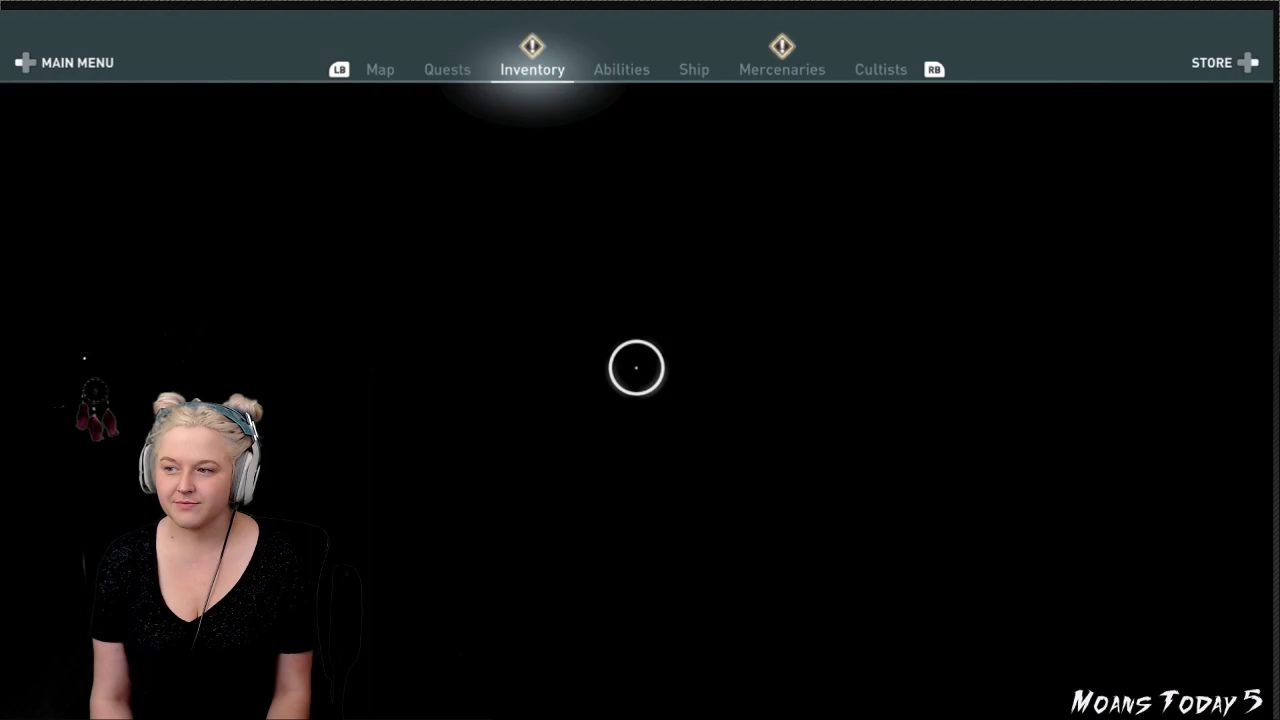 MAIN MENU
LB Map Quests Inventory Abilities Ship Mercenaries Cultists RB
STORE
MOANS TODAY 5